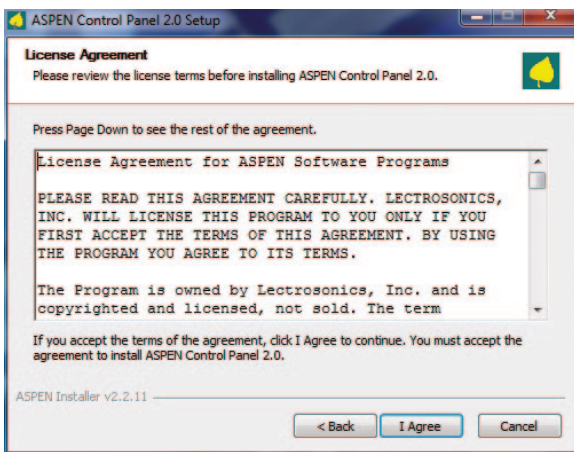 ASPEN Control Panel 2.0 Setup
License Agreement
Please review the license terms before installing ASPEN Control Panel 2.0.
Press Page Down to see the rest of the agreement.
License Agreement for ASPEN Software Programs
PLEASE READ THIS AGREEMENT CAREFULLY. LECTROSONICS,
INC. WILL LICENSE THIS PROGRAM TO YOU ONLY IF YOU
FIRST ACCEPT THE TERMS OF THIS AGREEMENT. BY USING
THE PROGRAM YOU AGREE TO ITS TERMS.
The Program is owned by Lectrosonics, Inc. and is
copyrighted and licensed, not sold. The term
If you accept the terms of the agreement, click I Agree to continue. You must accept the
agreement to install ASPEN Control Panel 2.0.
ASPEN Installer v2.2.11
< Back I Agree Cancel